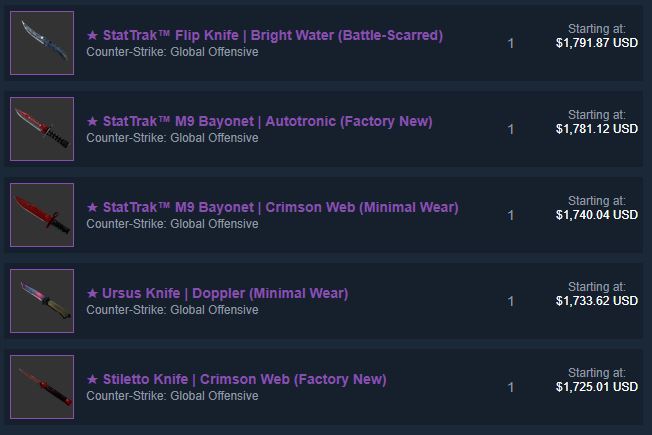 ★ StatTrak™ Flip Knife | Bright Water (Battle-Scarred)
Counter-Strike: Global Offensive
1
Starting at:
$1,791.87 USD
★ StatTrak™ M9 Bayonet | Autotronic (Factory New)
Counter-Strike: Global Offensive
1
Starting at:
$1,781.12 USD
★ StatTrak™ M9 Bayonet | Crimson Web (Minimal Wear)
Counter-Strike: Global Offensive
1
Starting at:
$1,740.04 USD
★ Ursus Knife | Doppler (Minimal Wear)
Counter-Strike: Global Offensive
1
Starting at:
$1,733.62 USD
★ Stiletto Knife | Crimson Web (Factory New)
Counter-Strike: Global Offensive
1
Starting at:
$1,725.01 USD